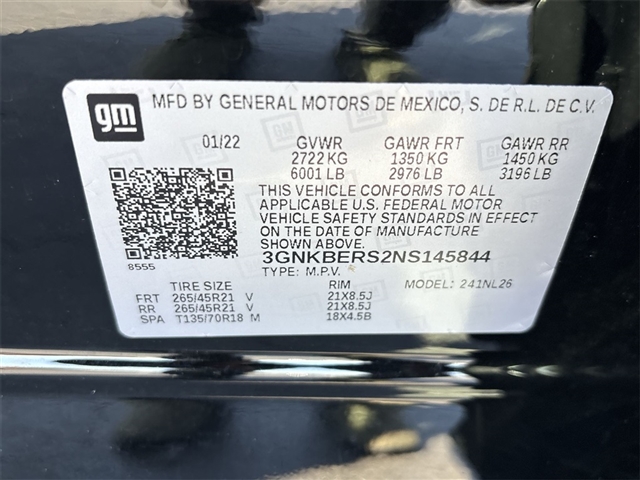 gm
MFD BY GENERAL MOTORS DE MEXICO, S. DE R.L. DE C.V.
01/22 GVWR GAWR FRT GAWR RR
2722 KG 1350 KG 1450 KG
6001 LB 2976 LB 3196 LB
THIS VEHICLE CONFORMS TO ALL
APPLICABLE U.S. FEDERAL MOTOR
VEHICLE SAFETY STANDARDS IN EFFECT
ON THE DATE OF MANUFACTURE
SHOWN ABOVE.
8555
3GNKBERS2NS145844
TYPE: M.P.V. MODEL: 241NL26
TIRE SIZE RIM
FRT 265/45R21 V 21X8.5J
RR 265/45R21 V 21X8.5J
SPA T135/70R18 M 18X4.5B